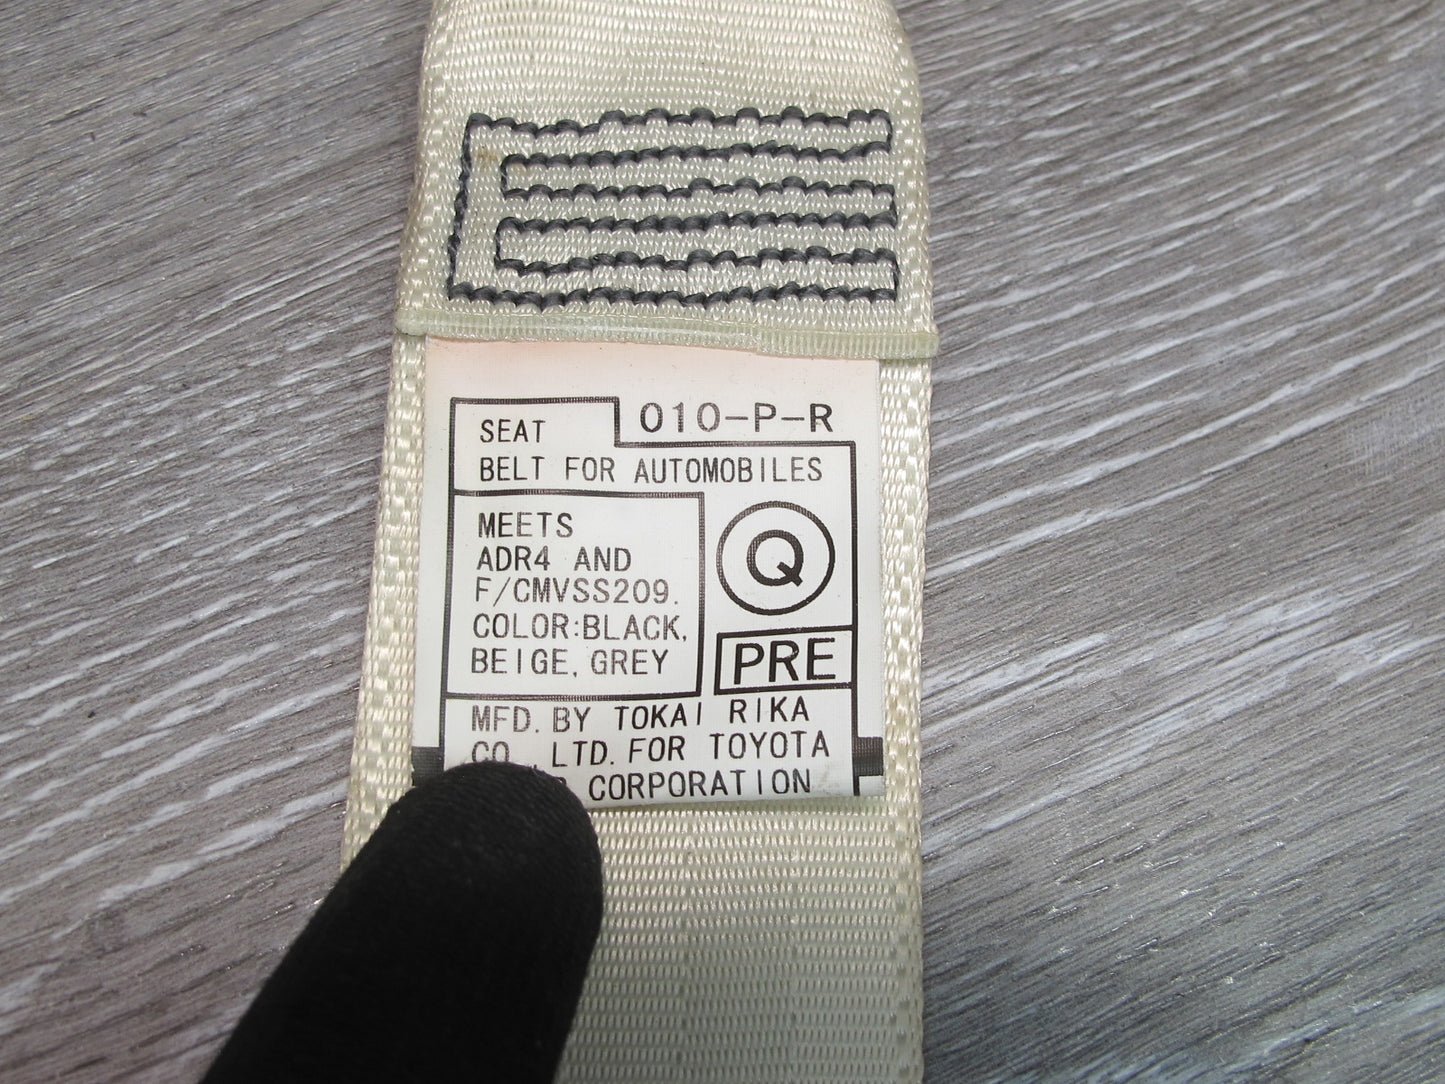 010-P-R
SEAT
BELT FOR AUTOMOBILES
MEETS
ADR4 AND
F/CMVSS209.
COLOR:BLACK,
BEIGE, GREY
Q
PRE
MFD. BY TOKAI RIKA
CO., LTD. FOR TOYOTA
CORPORATION